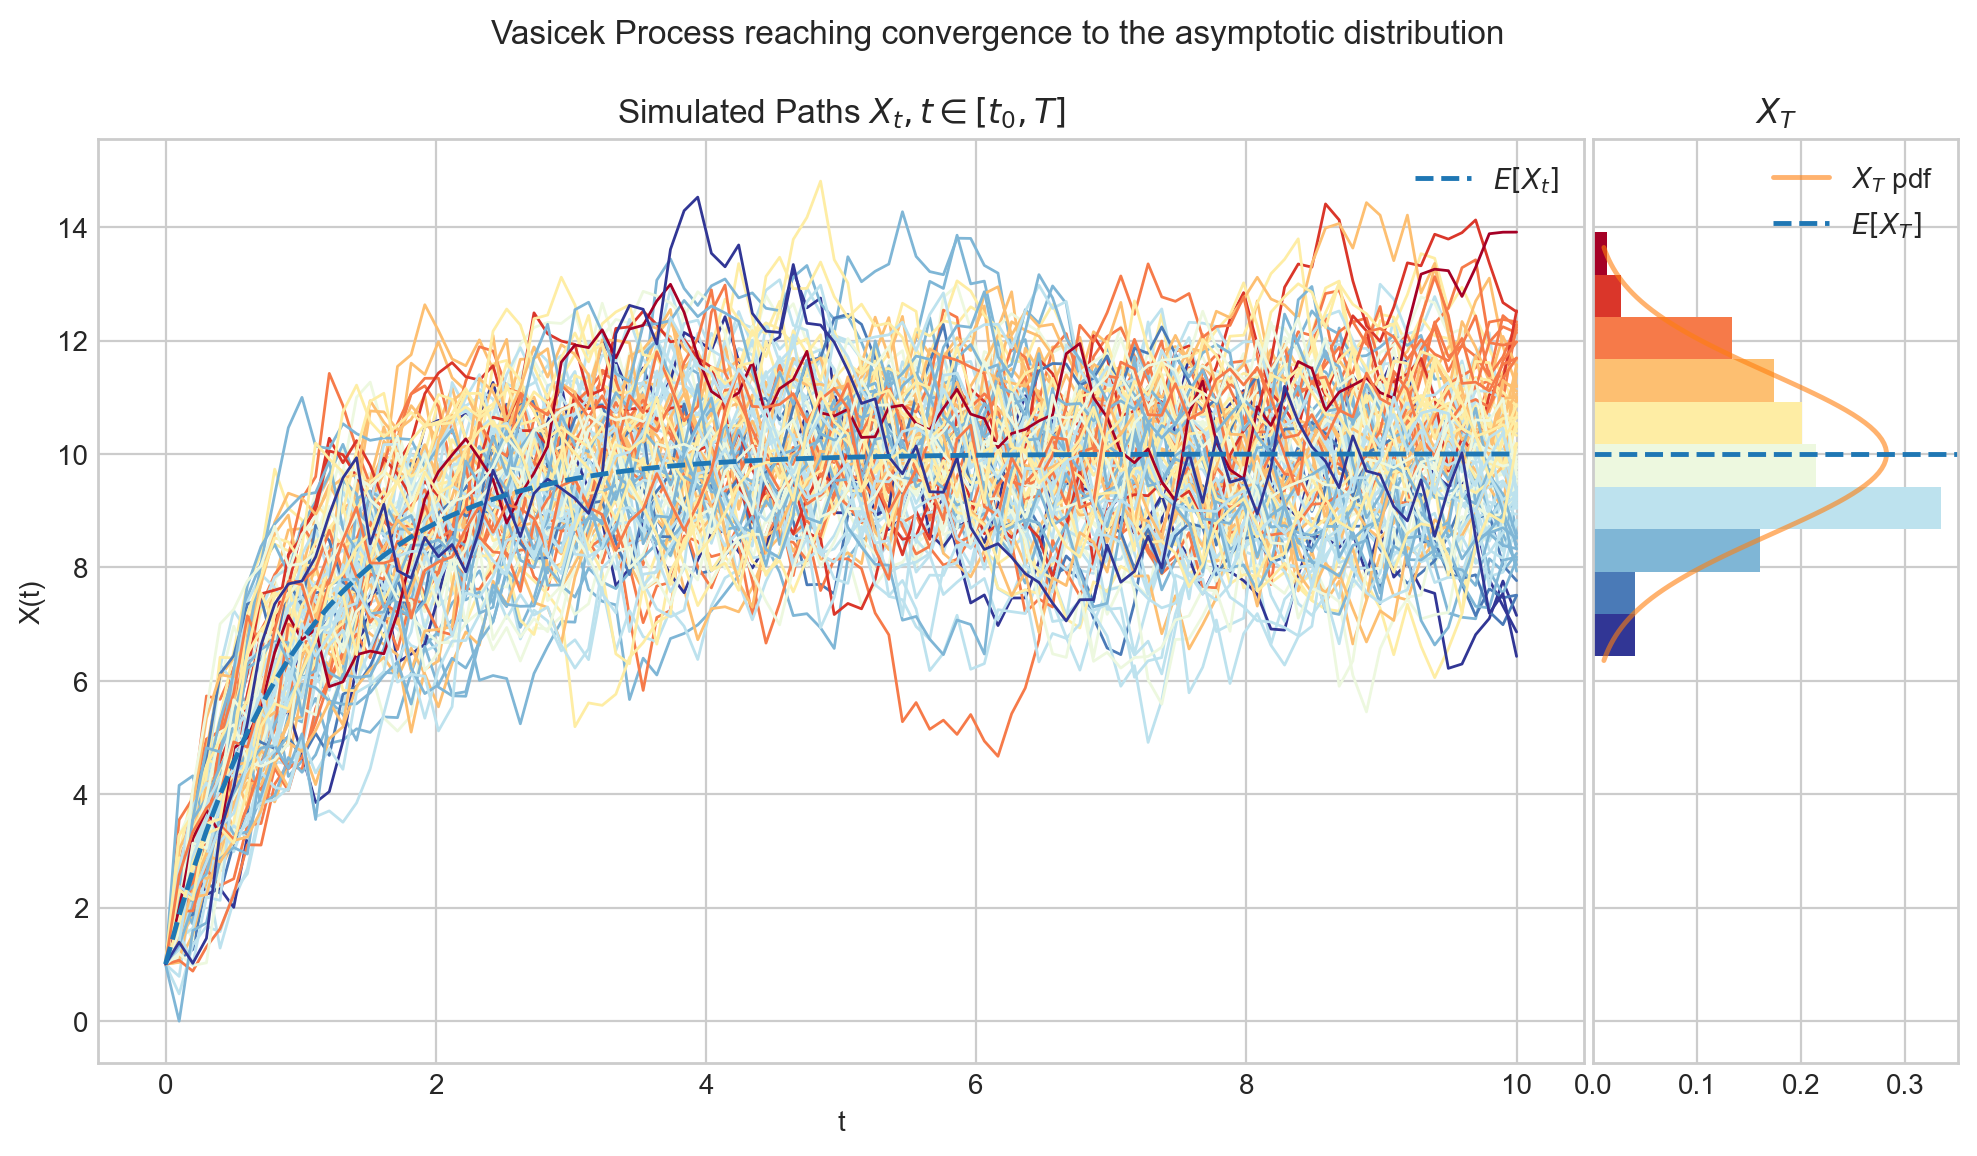 Vasicek Process reaching convergence to the asymptotic distribution
Simulated Paths $X_t, t \in [t_0, T]$
$X_T$
$E[X_t]$
$X_T$ pdf
$E[X_T]$
14
12
10
8
6
4
2
0
X(t)
0 2 4 6 8 10
0.0 0.1 0.2 0.3
t